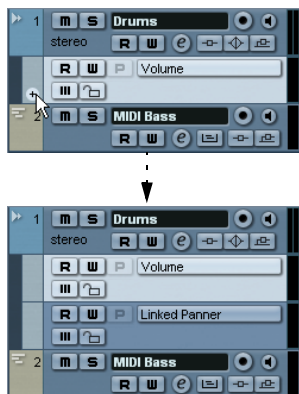 1 m S Drums
stereo R W e
R W P Volume
2 m S MIDI Bass
R W e
1 m S Drums
stereo R W e
R W P Volume
R W P Linked Panner
2 m S MIDI Bass
R W e